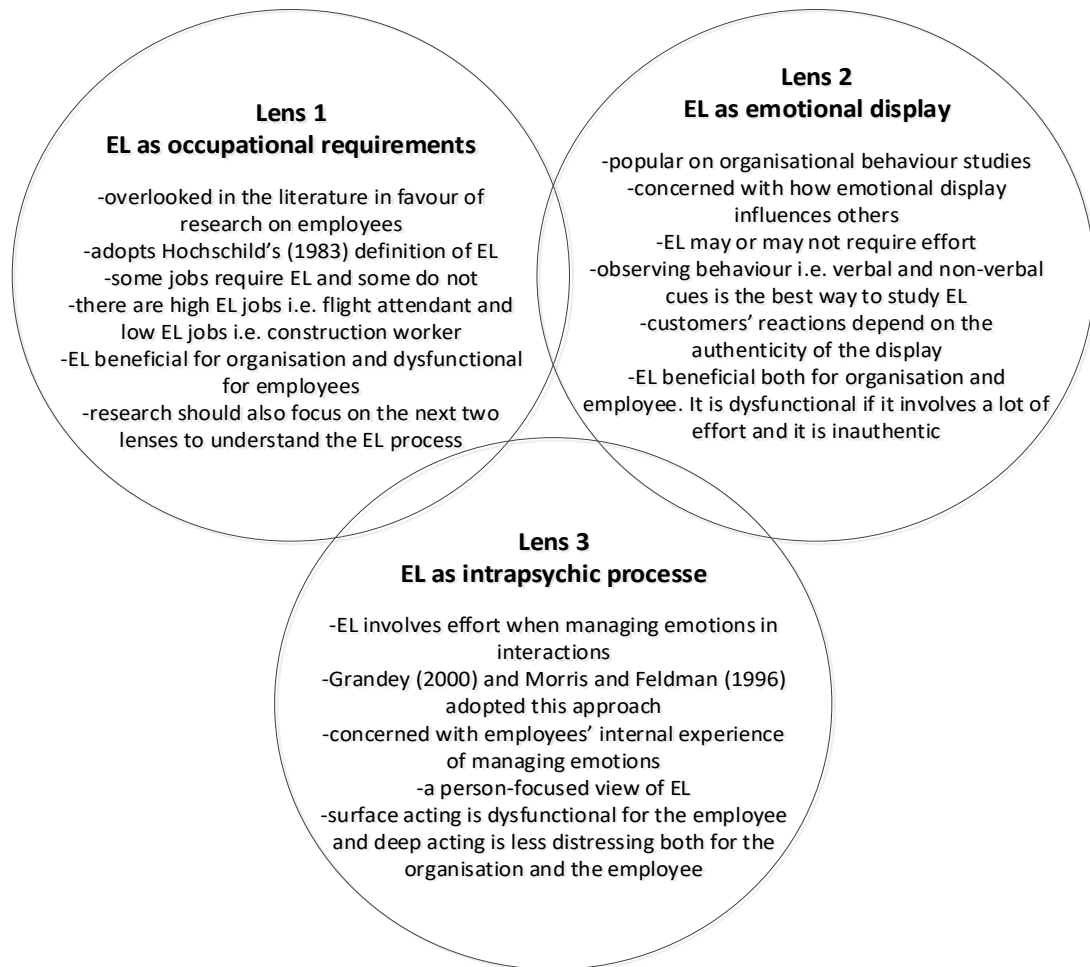 Lens 1
EL as occupational requirements
-overlooked in the literature in favour of
research on employees
-adopts Hochschild’s (1983) definition of EL
-some jobs require EL and some do not
-there are high EL jobs i.e. flight attendant and
low EL jobs i.e. construction worker
-EL beneficial for organisation and dysfunctional
for employees
-research should also focus on the next two
lenses to understand the EL process
Lens 2
EL as emotional display
-popular on organisational behaviour studies
-concerned with how emotional display
influences others
-EL may or may not require effort
-observing behaviour i.e. verbal and non-verbal
cues is the best way to study EL
-customers’ reactions depend on the
authenticity of the display
-EL beneficial both for organisation and
employee. It is dysfunctional if it involves a lot of
effort and it is inauthentic
Lens 3
EL as intrapsychic processe
-EL involves effort when managing emotions in
interactions
-Grandey (2000) and Morris and Feldman (1996)
adopted this approach
-concerned with employees’ internal experience
of managing emotions
-a person-focused view of EL
-surface acting is dysfunctional for the employee
and deep acting is less distressing both for the
organisation and the employee